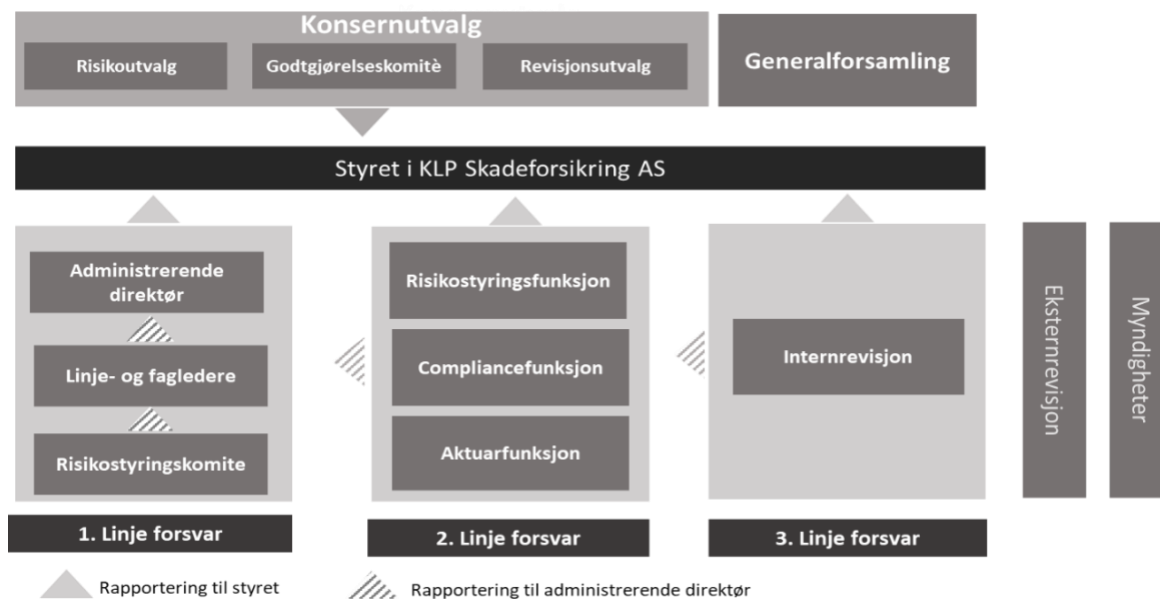 Konsernutvalg
Risikoutvalg
Godtgjørelseskomitè
Revisjonsutvalg
Generalforsamling
Styret i KLP Skadeforsikring AS
Administrerende
direktør
Linje- og fagledere
Risikostyringskomite
Risikostyringsfunksjon
Compliancefunksjon
Aktuarfunksjon
Internrevisjon
Eksternrevisjon
Myndigheter
1. Linje forsvar
2. Linje forsvar
3. Linje forsvar
Rapportering til styret
Rapportering til administrerende direktør